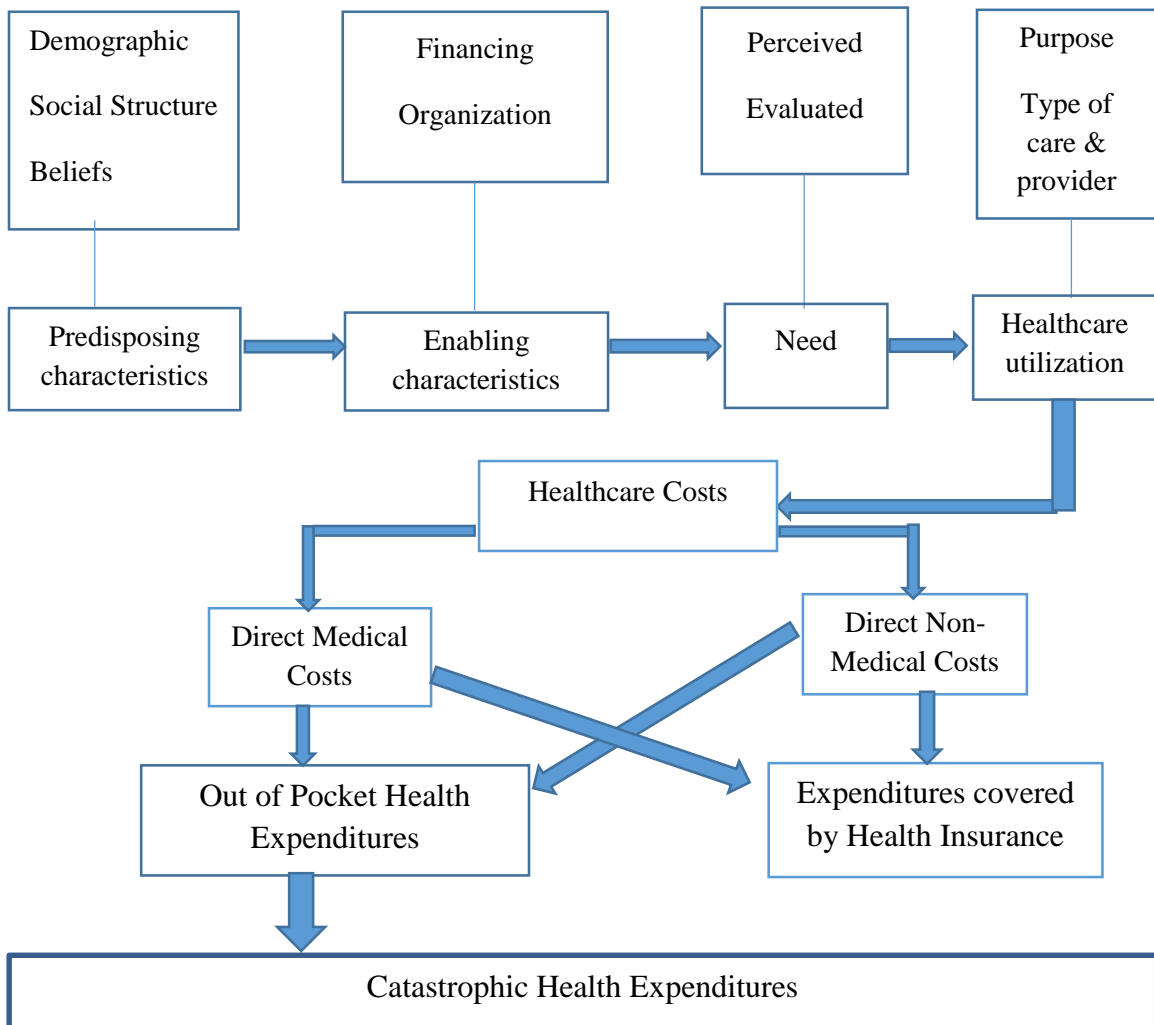 Demographic
Social Structure
Beliefs
Financing
Organization
Perceived
Evaluated
Purpose
Type of
care &
provider
Predisposing
characteristics
Enabling
characteristics
Need
Healthcare
utilization
Healthcare Costs
Direct Medical
Costs
Direct Non-
Medical Costs
Out of Pocket Health
Expenditures
Expenditures covered
by Health Insurance
Catastrophic Health Expenditures